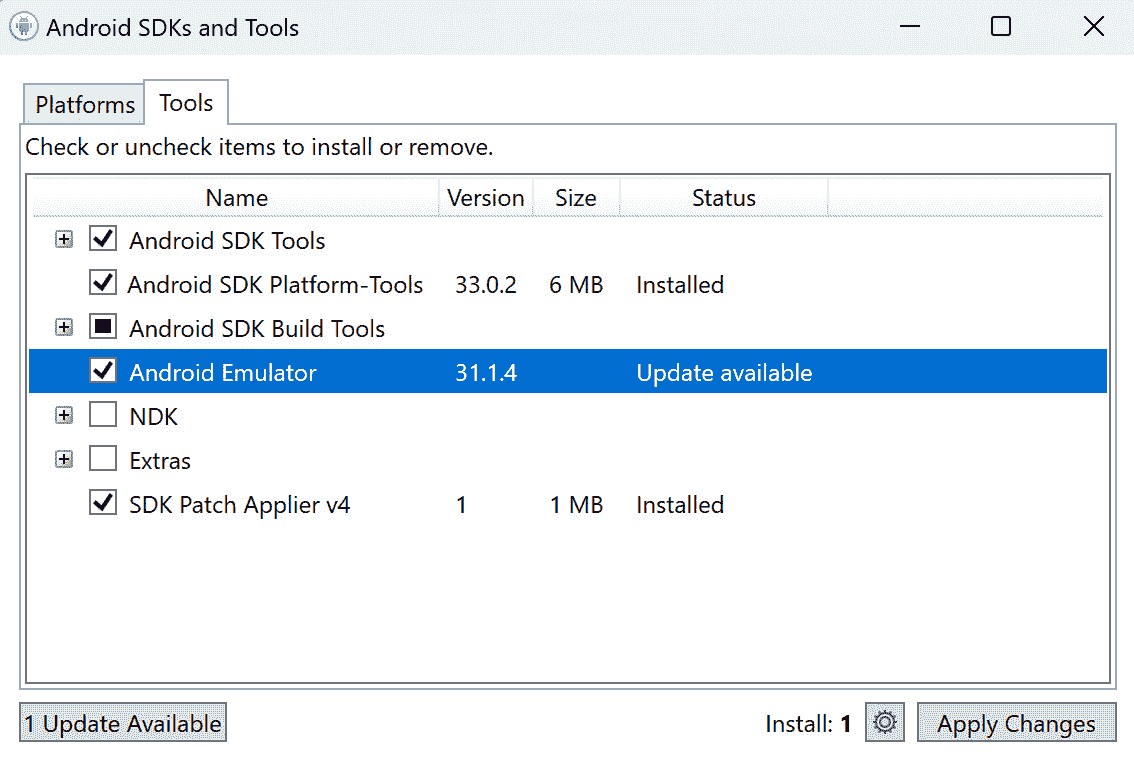 Android SDKs and Tools
Platforms Tools
Check or uncheck items to install or remove.
Name Version Size Status
Android SDK Tools
Android SDK Platform-Tools 33.0.2 6 MB Installed
Android SDK Build Tools
Android Emulator 31.1.4 Update available
NDK
Extras
SDK Patch Applier v4 1 1 MB Installed
1 Update Available Install: 1 Apply Changes